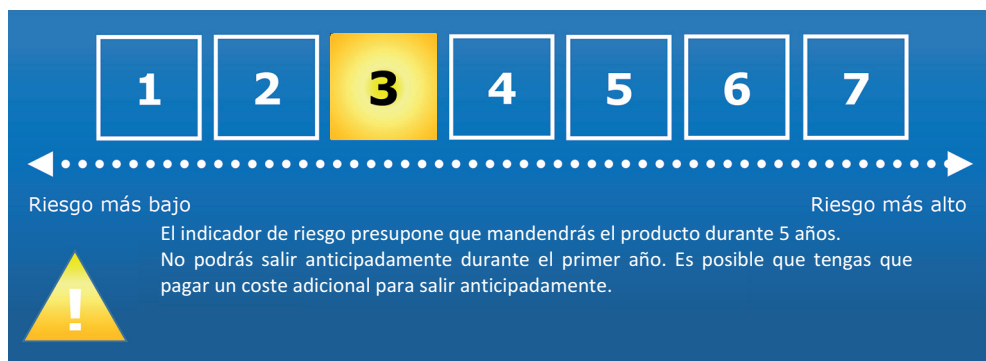 1 2 3 4 5 6 7
Riesgo más bajo Riesgo más alto
El indicador de riesgo presupone que mandendrás el producto durante 5 años.
No podrás salir anticipadamente durante el primer año. Es posible que tengas que
pagar un coste adicional para salir anticipadamente.
!